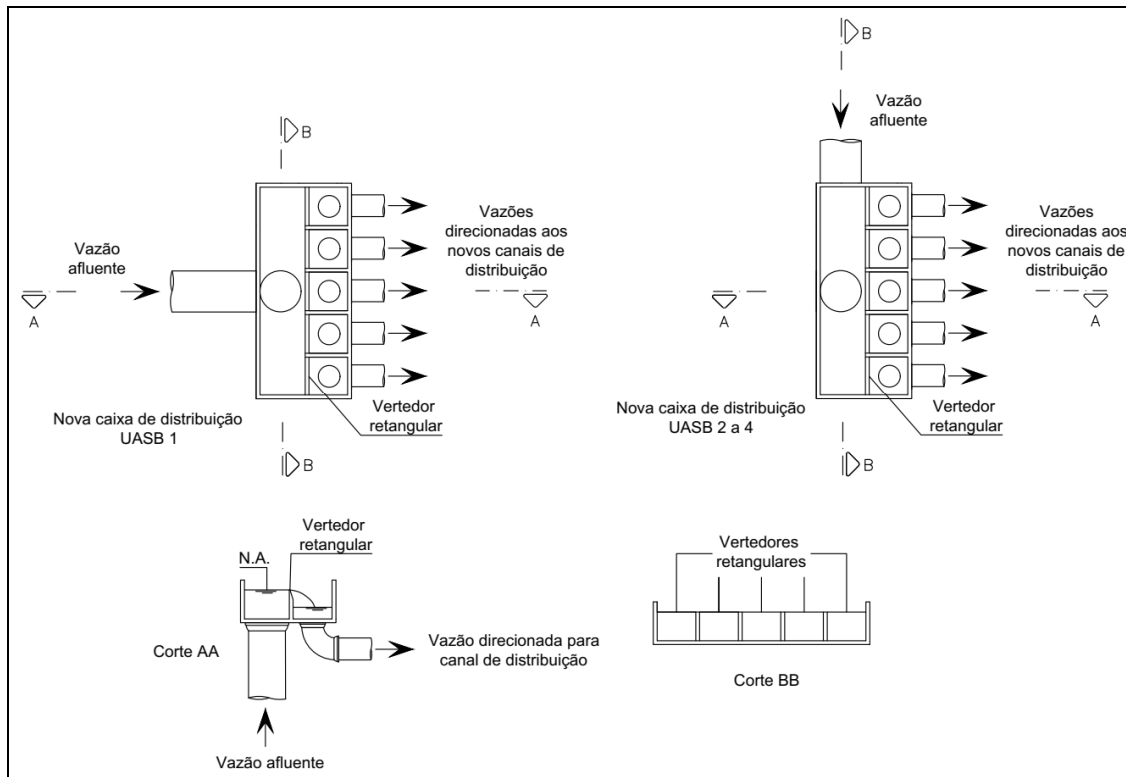 B
Vazão
afluente
A
Vazões
direcionadas aos
novos canais de
distribuição
A
Nova caixa de distribuição
UASB 1
Vertedor
retangular
B
B
Vazão
afluente
A
Vazões
direcionadas aos
novos canais de
distribuição
A
Nova caixa de distribuição
UASB 2 a 4
Vertedor
retangular
B
Vertedor
retangular
N.A.
Corte AA
Vazão direcionada para
canal de distribuição
Vazão afluente
Vertedores
retangulares
Corte BB